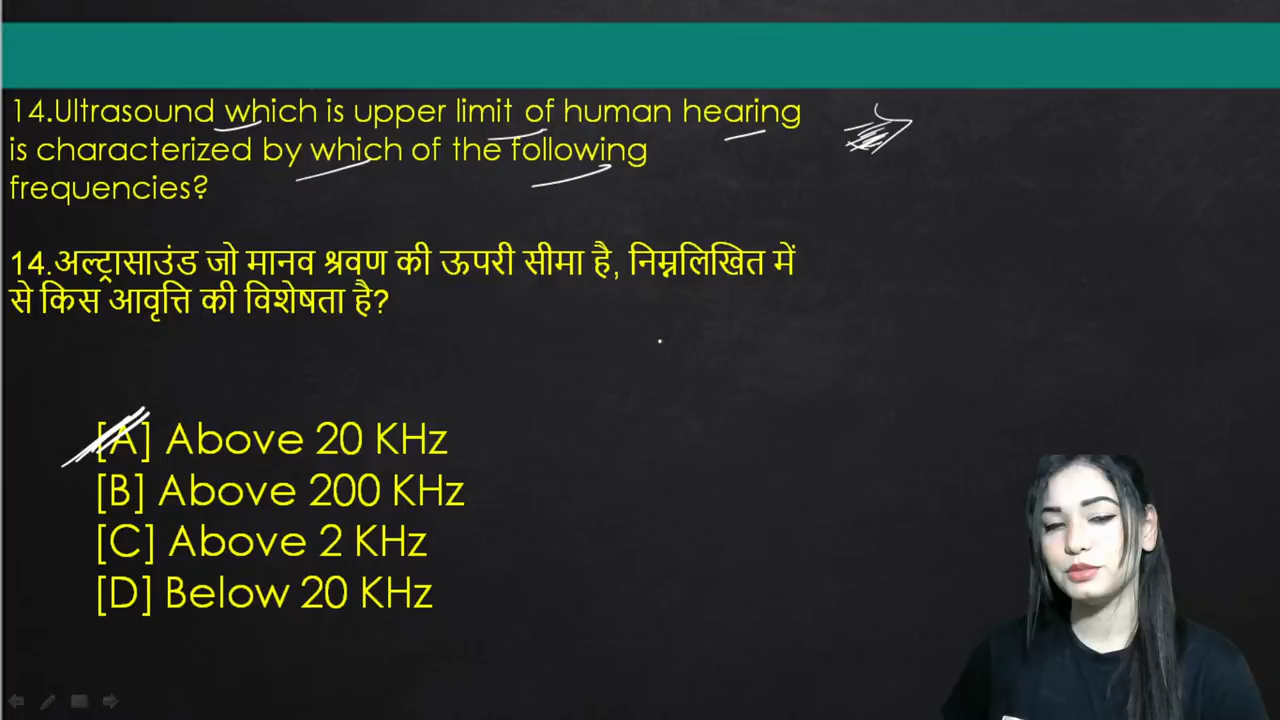 14.Ultrasound which is upper limit of human hearing
is characterized by which of the following
frequencies?
14.अल्ट्रासाउंड जो मानव श्रवण की ऊपरी सीमा है, निम्नलिखित में
से किस आवृत्ति की विशेषता है?
[A] Above 20 KHz
[B] Above 200 KHz
[C] Above 2 KHz
[D] Below 20 KHz